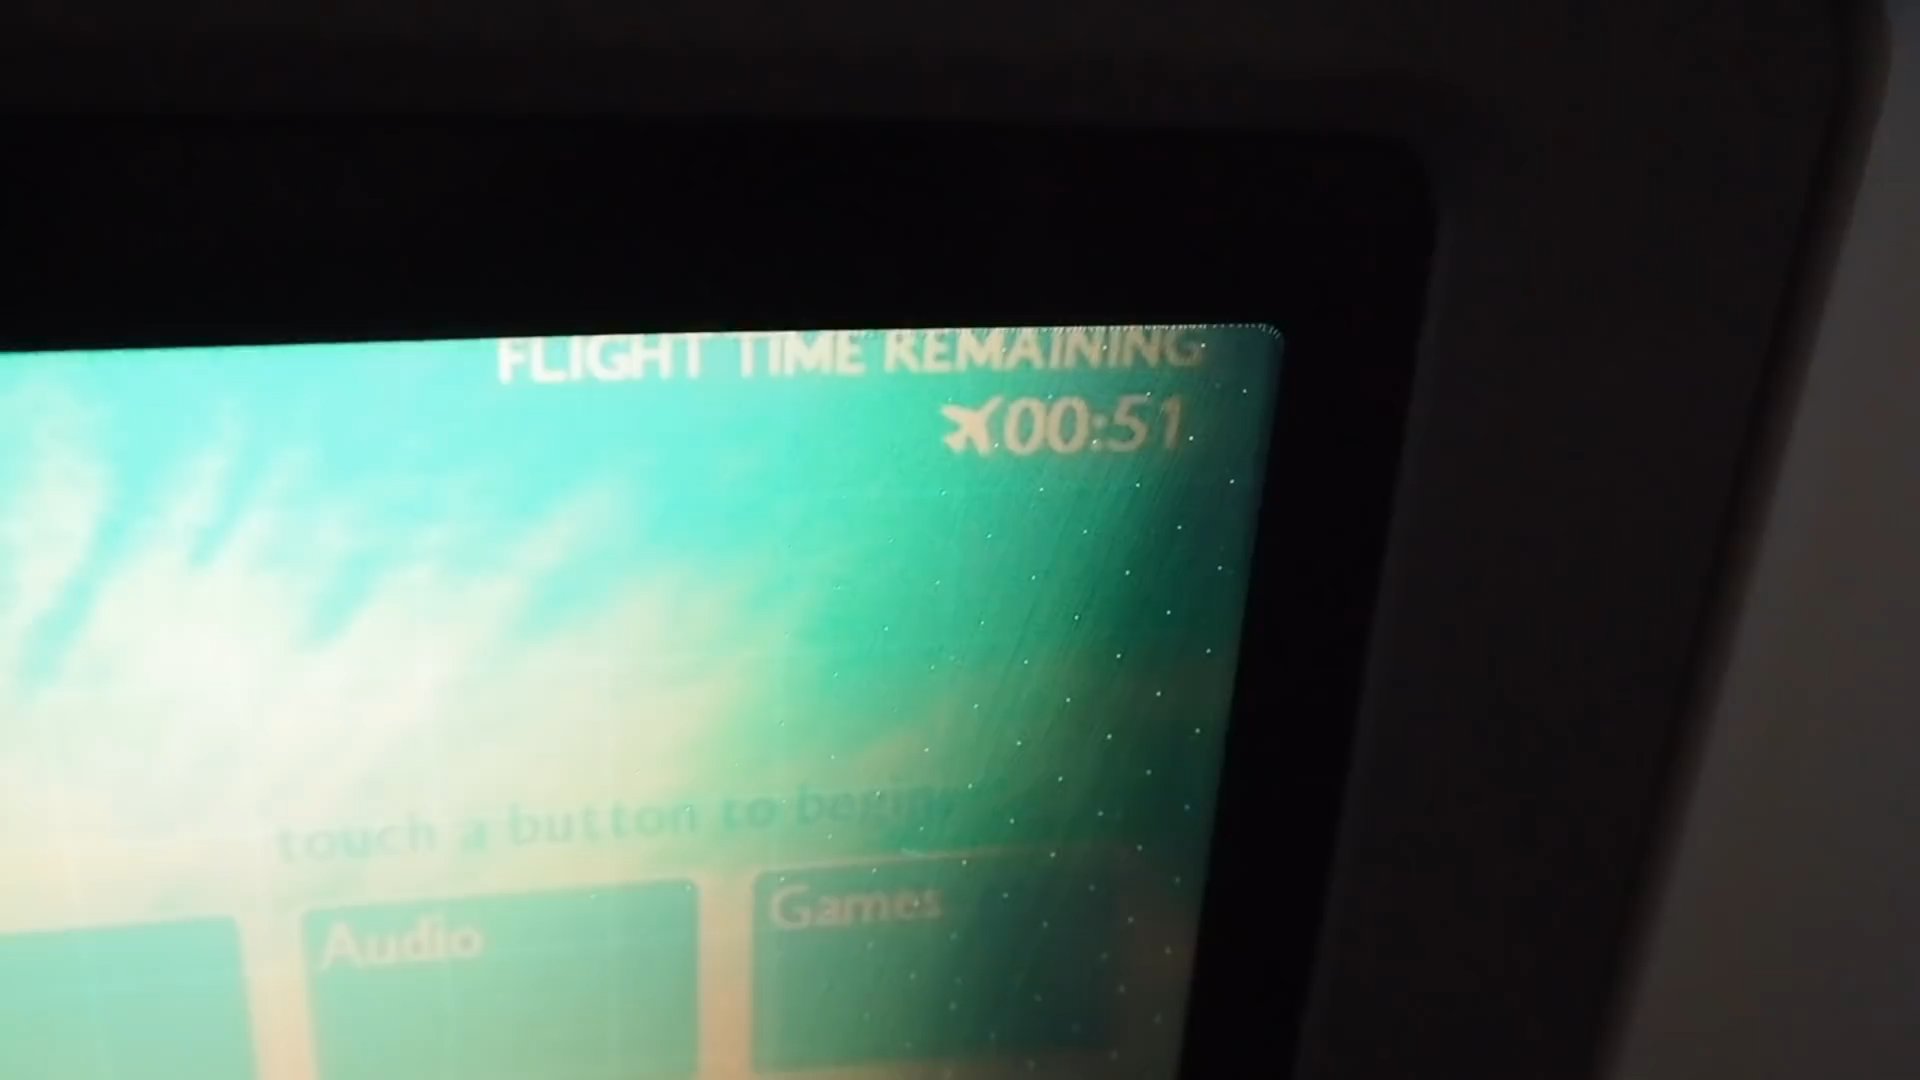 FLIGHT TIME REMAINING
00:51
touch a button to begin
Audio
Games